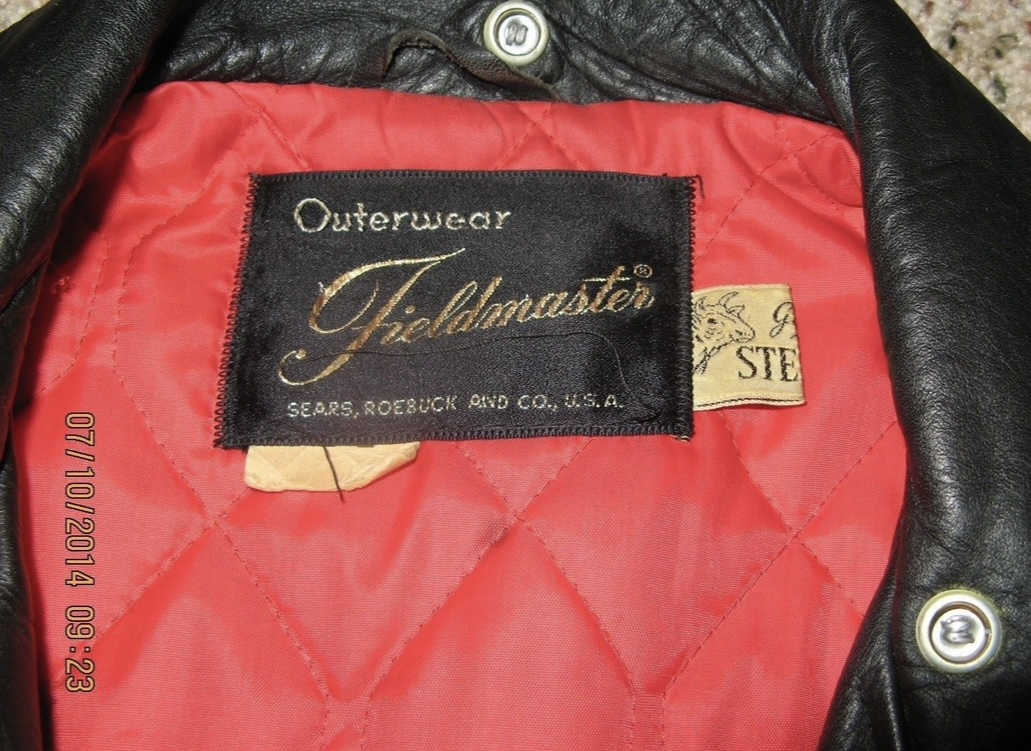 Outerwear
Fieldmaster®
SEARS, ROEBUCK AND CO., U.S.A.
STE
07/10/2014 09:23